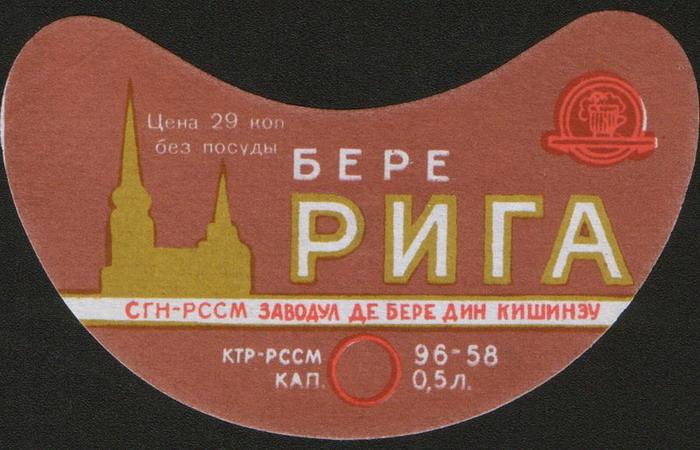 Цена 29 коп
без посуды
БЕРЕ
РИГА
СГН-РССМ ЗАВОДУЛ ДЕ БЕРЕ ДИН КИШИНЭУ
КТР-РССМ 96-58
КАП. 0,5 л.